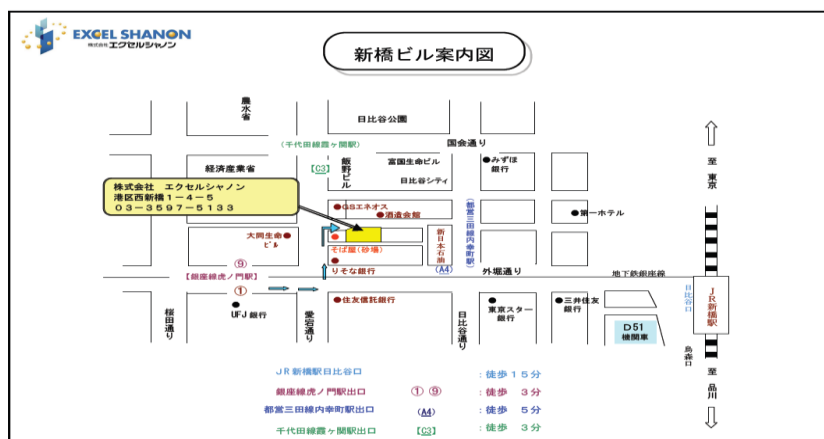 EXCEL SHANON
株式会社エクセルシャノン
新橋ビル案内図
農水省
日比谷公園
国会通り
(千代田線霞ヶ関駅)
経済産業省
【C3】
飯野ビル
富国生命ビル
日比谷シティ
みずほ銀行
至 東京
株式会社 エクセルシャノン
港区西新橋1-4-5
03-3597-5133
GSエネオス
酒造会館
(都営三田線内幸町駅)
第一ホテル
大同生命ビル
そば屋(砂場)
新日本石油
⑨
りそな銀行
(A4)
外堀通り
地下鉄銀座線
【銀座線虎ノ門駅】
日比谷口
JR新橋駅
①
UFJ銀行
住友信託銀行
東京スター銀行
三井住友銀行
桜田通り
愛宕通り
日比谷通り
D51
機関車
烏森口
至 品川
JR新橋駅日比谷口 :徒歩15分
銀座線虎ノ門駅出口 ① ⑨ :徒歩 3分
都営三田線内幸町駅出口 (A4) :徒歩 5分
千代田線霞ヶ関駅出口 【C3】 :徒歩 3分